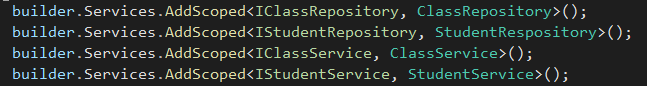 builder.Services.AddScoped<IClassRepository, ClassRepository>();
builder.Services.AddScoped<IStudentRepository, StudentRespository>();
builder.Services.AddScoped<IClassService, ClassService>();
builder.Services.AddScoped<IStudentService, StudentService>();